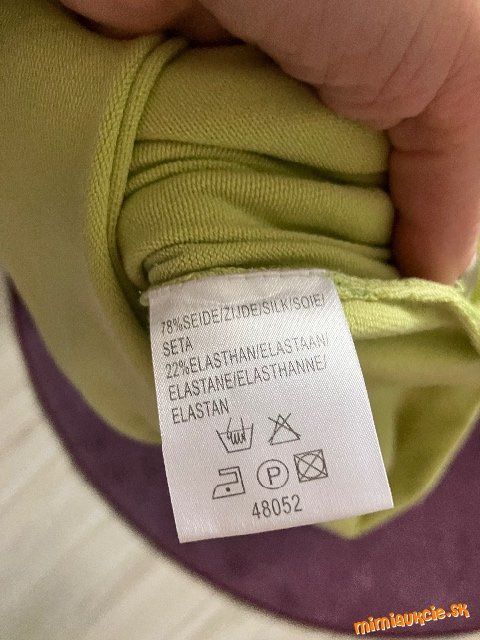 78%SEIDE/ZIJDE/SILK/SOIE/
SETA
22%ELASTHAN/ELASTAAN/
ELASTANE/ELASTHANNE/
ELASTAN
P
48052
mimiaukcie.sk